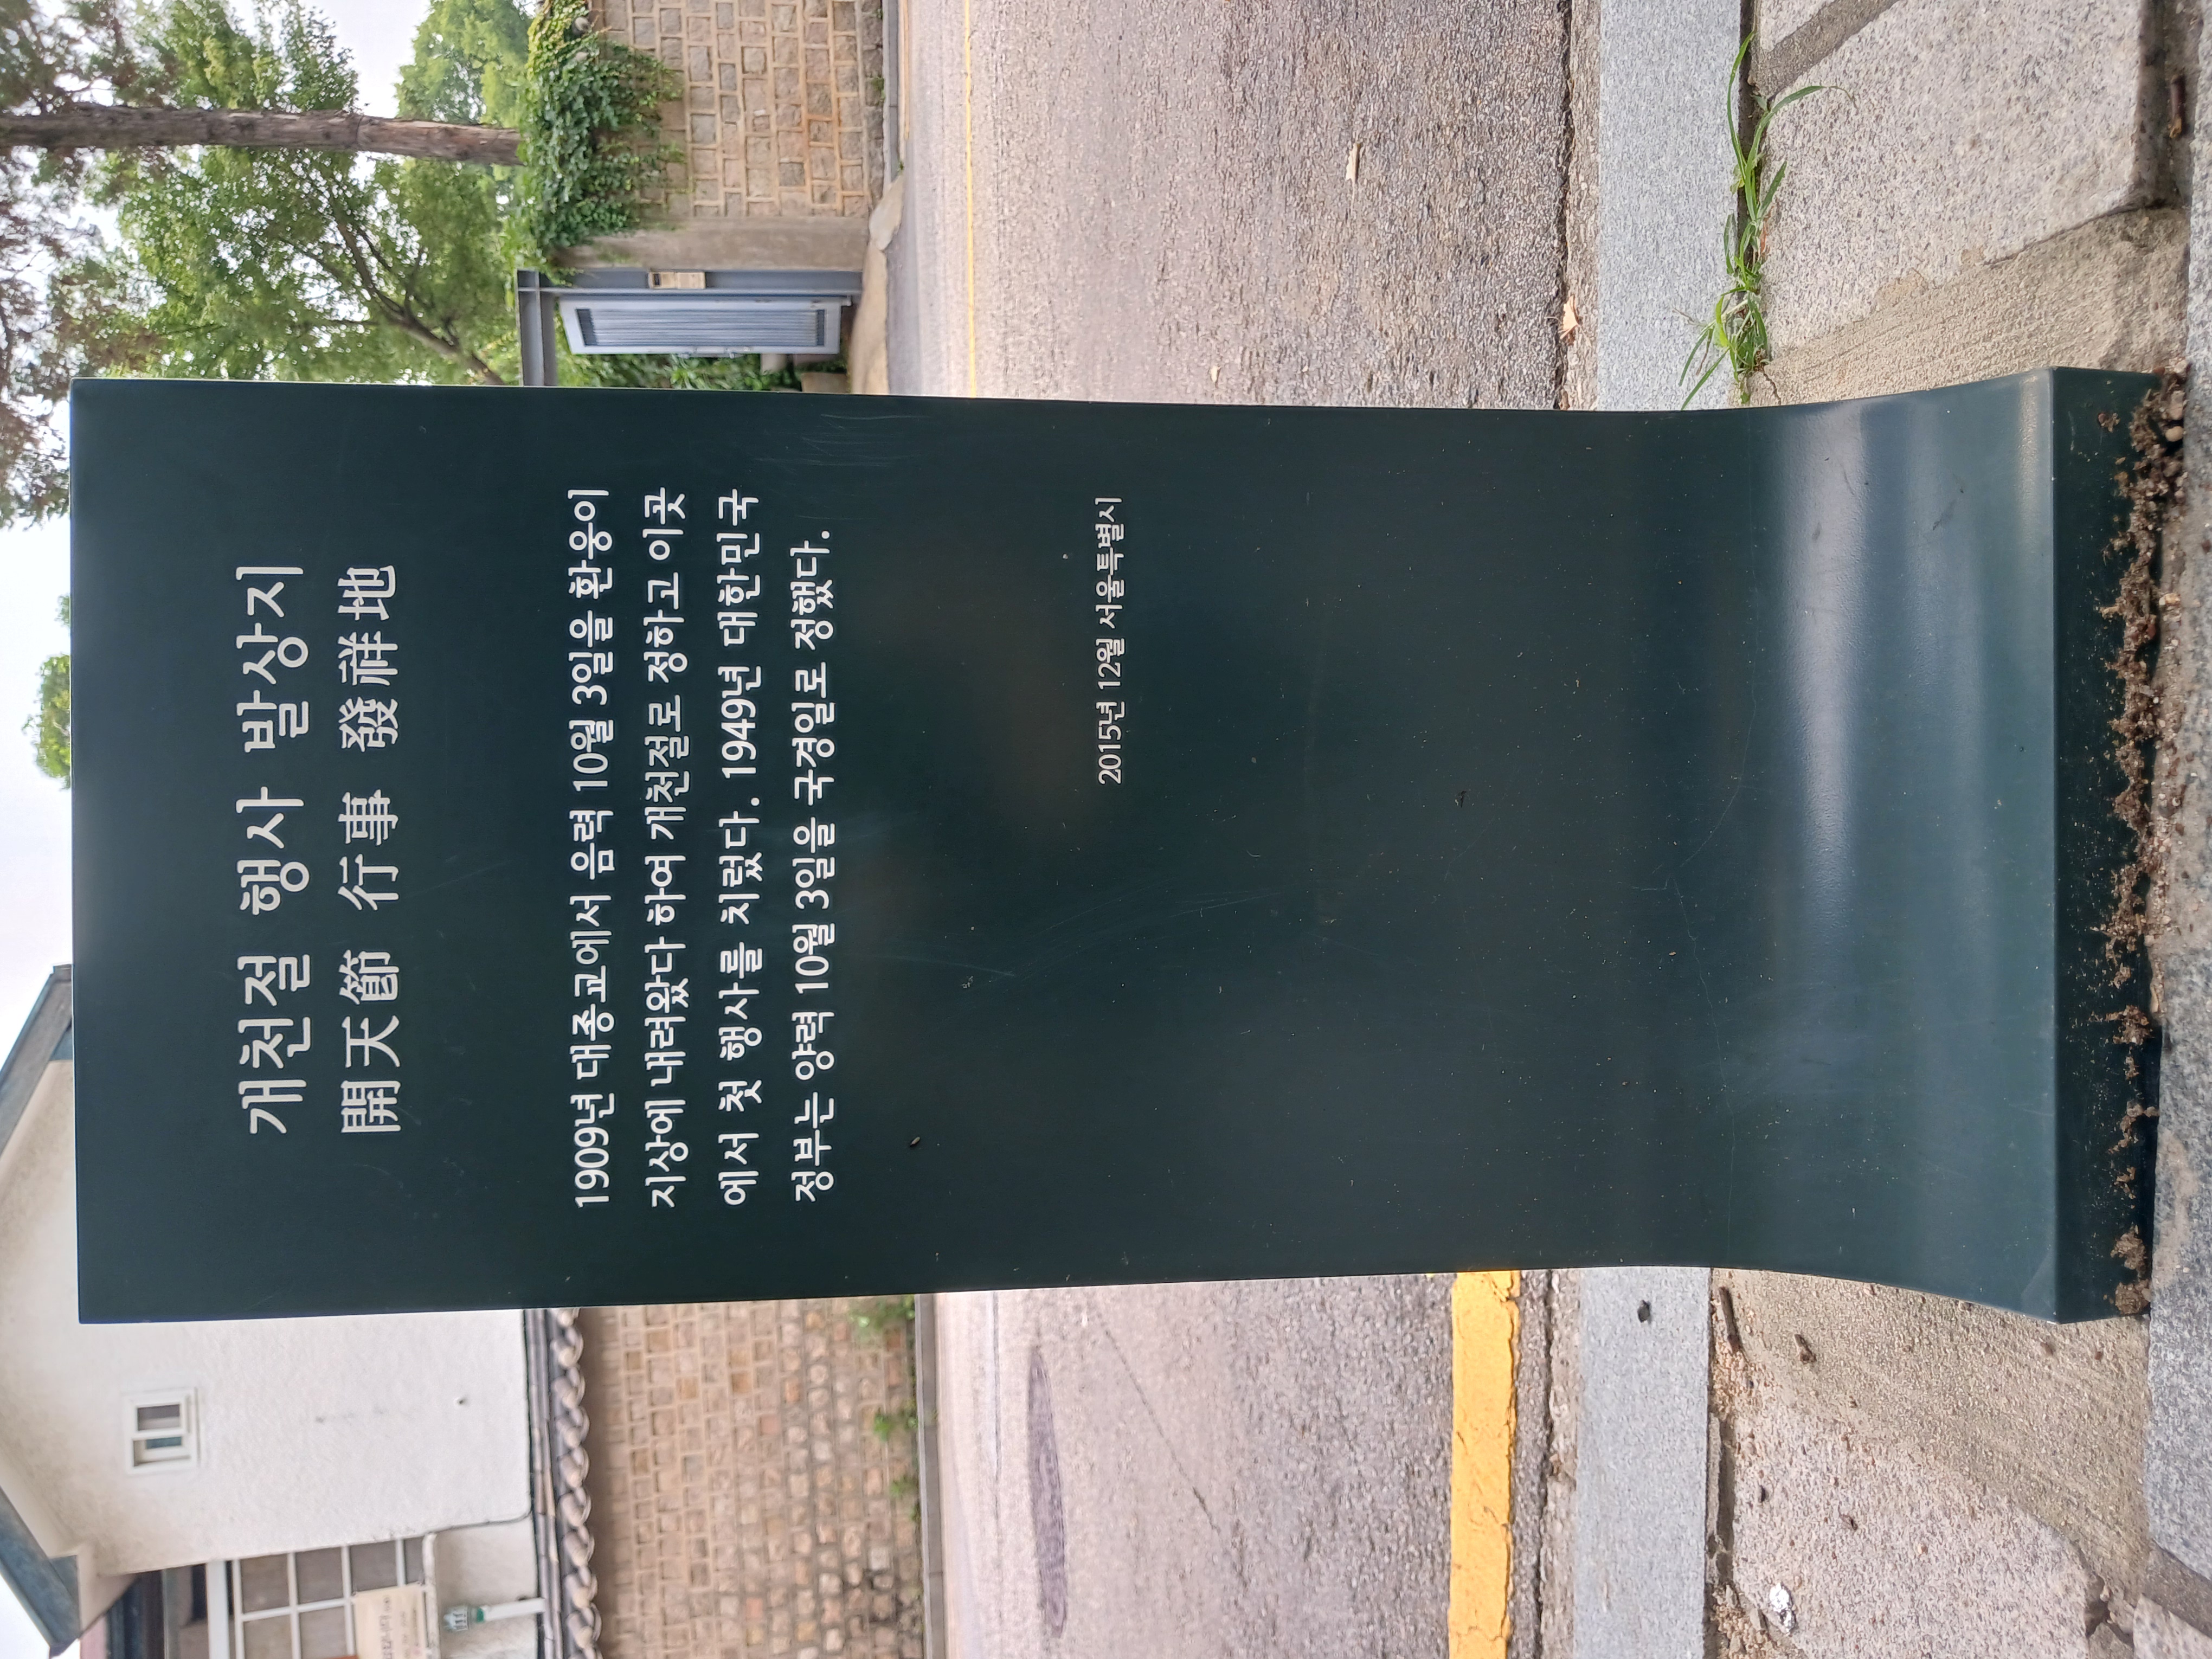 개천절 행사 발상지
開天節 行事 發祥地
1909년 대종교에서 음력 10월 3일을 환웅이
지상에 내려왔다 하여 개천절로 정하고 이곳
에서 첫 행사를 치렀다. 1949년 대한민국
정부는 양력 10월 3일을 국경일로 정했다.
2015년 12월 서울특별시